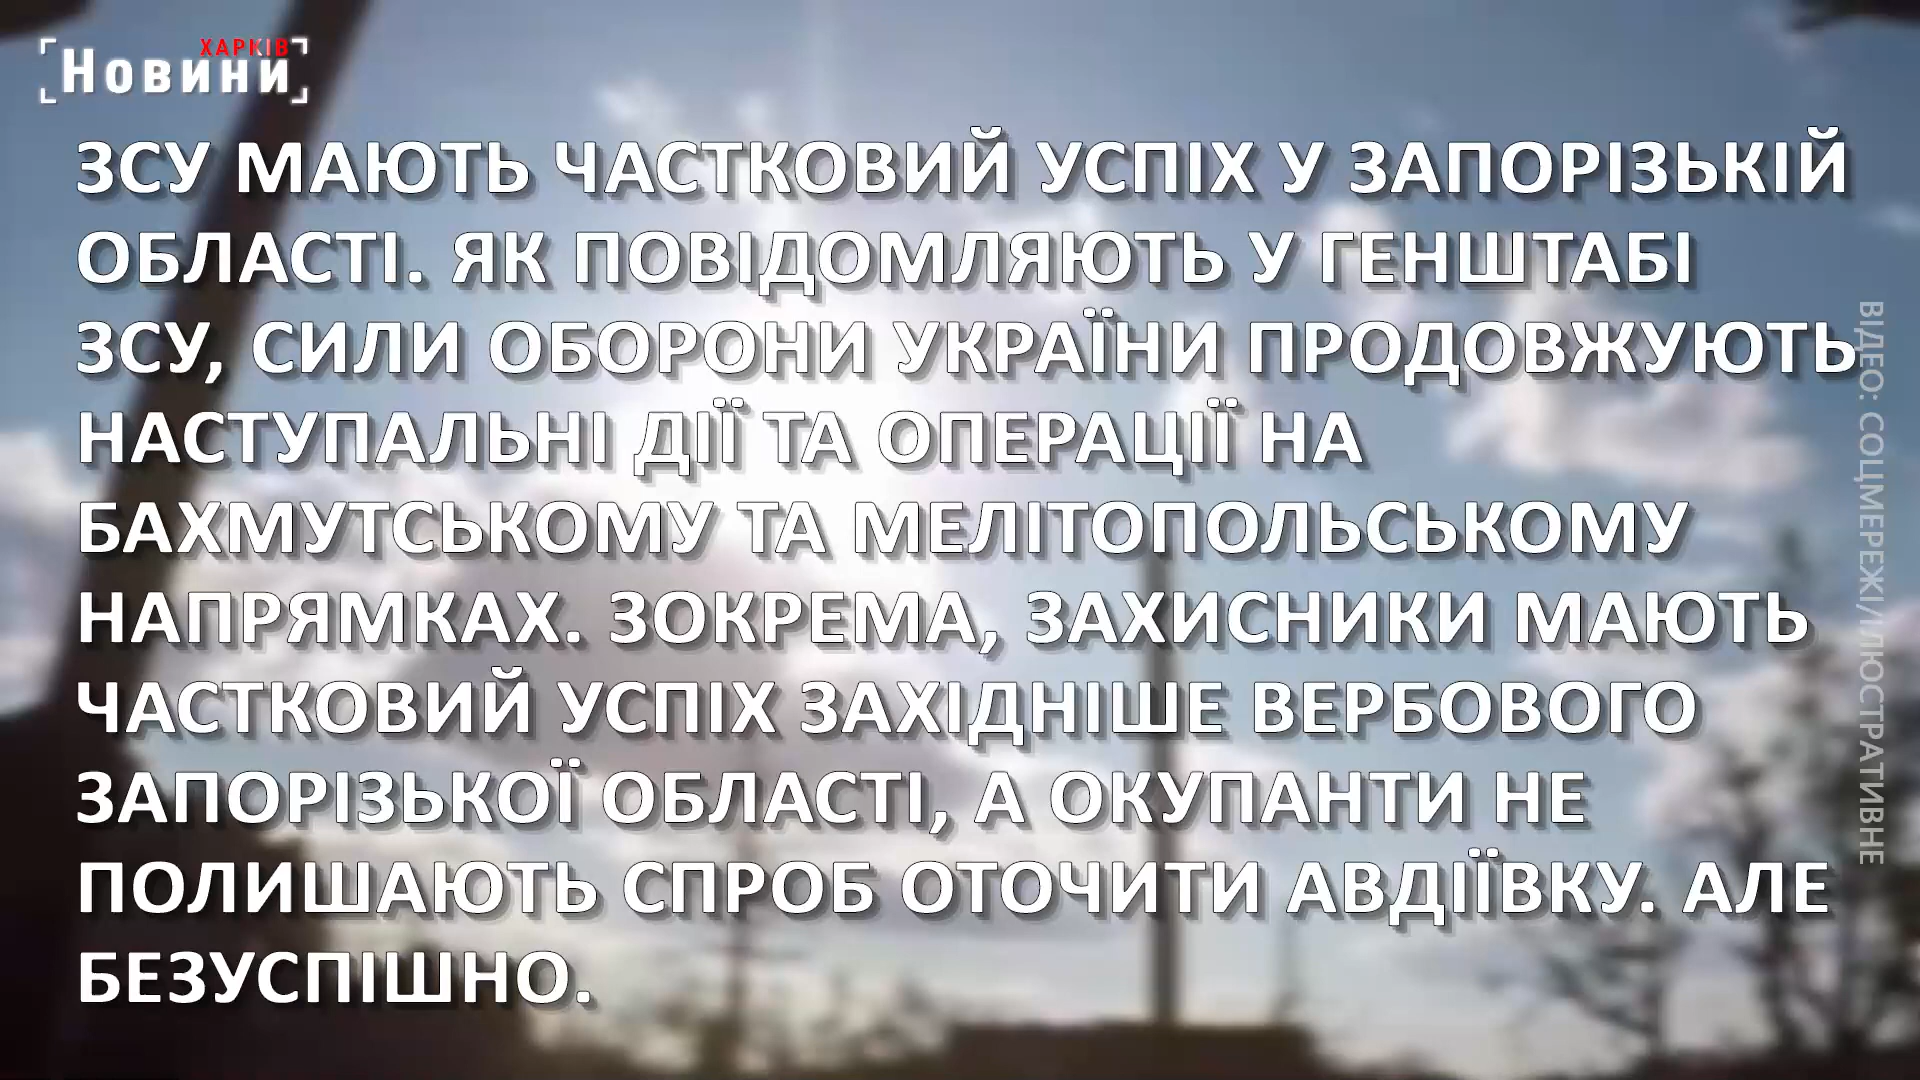 ХАРКІВ
Новини
ЗСУ МАЮТЬ ЧАСТКОВИЙ УСПІХ У ЗАПОРІЗЬКІЙ
ОБЛАСТІ. ЯК ПОВІДОМЛЯЮТЬ У ГЕНШТАБІ
ЗСУ, СИЛИ ОБОРОНИ УКРАЇНИ ПРОДОВЖУЮТЬ
НАСТУПАЛЬНІ ДІЇ ТА ОПЕРАЦІЇ НА
БАХМУТСЬКОМУ ТА МЕЛІТОПОЛЬСЬКОМУ
НАПРЯМКАХ. ЗОКРЕМА, ЗАХИСНИКИ МАЮТЬ
ЧАСТКОВИЙ УСПІХ ЗАХІДНІШЕ ВЕРБОВОГО
ЗАПОРІЗЬКОЇ ОБЛАСТІ, А ОКУПАНТИ НЕ
ПОЛИШАЮТЬ СПРОБ ОТОЧИТИ АВДІЇВКУ. АЛЕ
БЕЗУСПІШНО.
ВІДЕО: СОЦМЕРЕЖІ/ІЛЮСТРАТИВНЕ